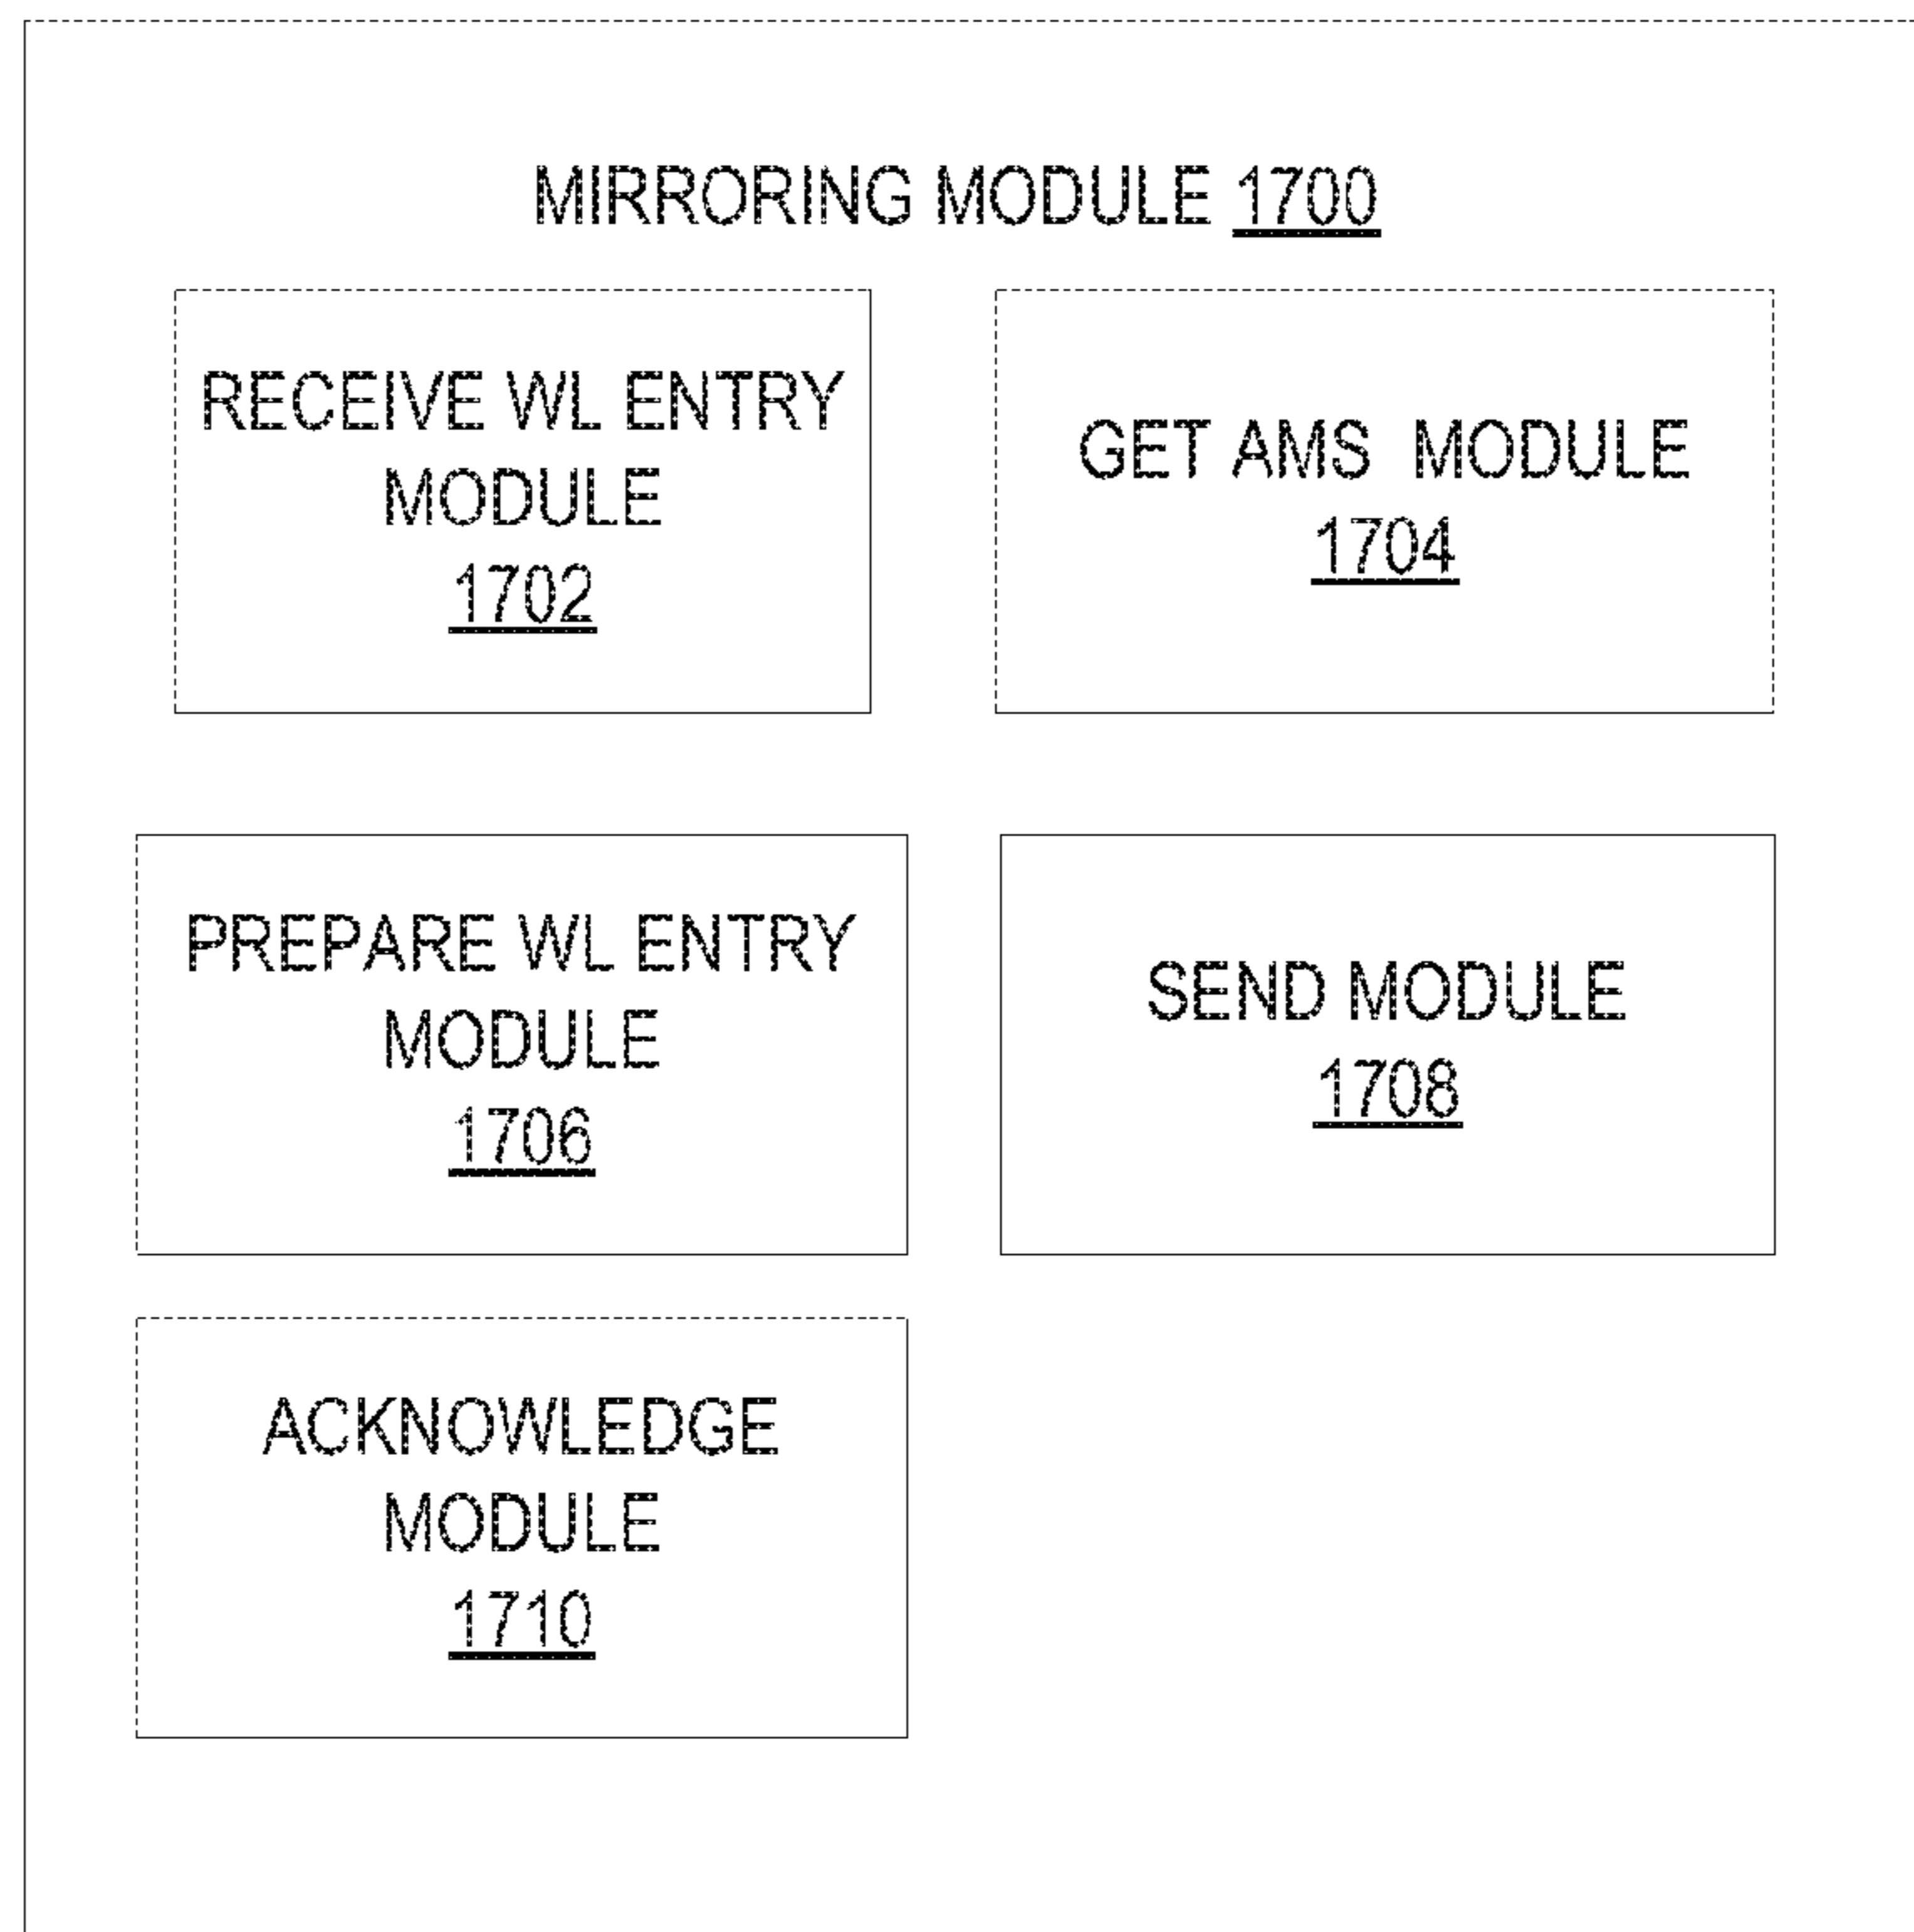 MIRRORING MODULE 1700
RECEIVE WL ENTRY
MODULE
1702
GET AMS MODULE
1704
PREPARE WL ENTRY
MODULE
1706
SEND MODULE
1708
ACKNOWLEDGE
MODULE
1710